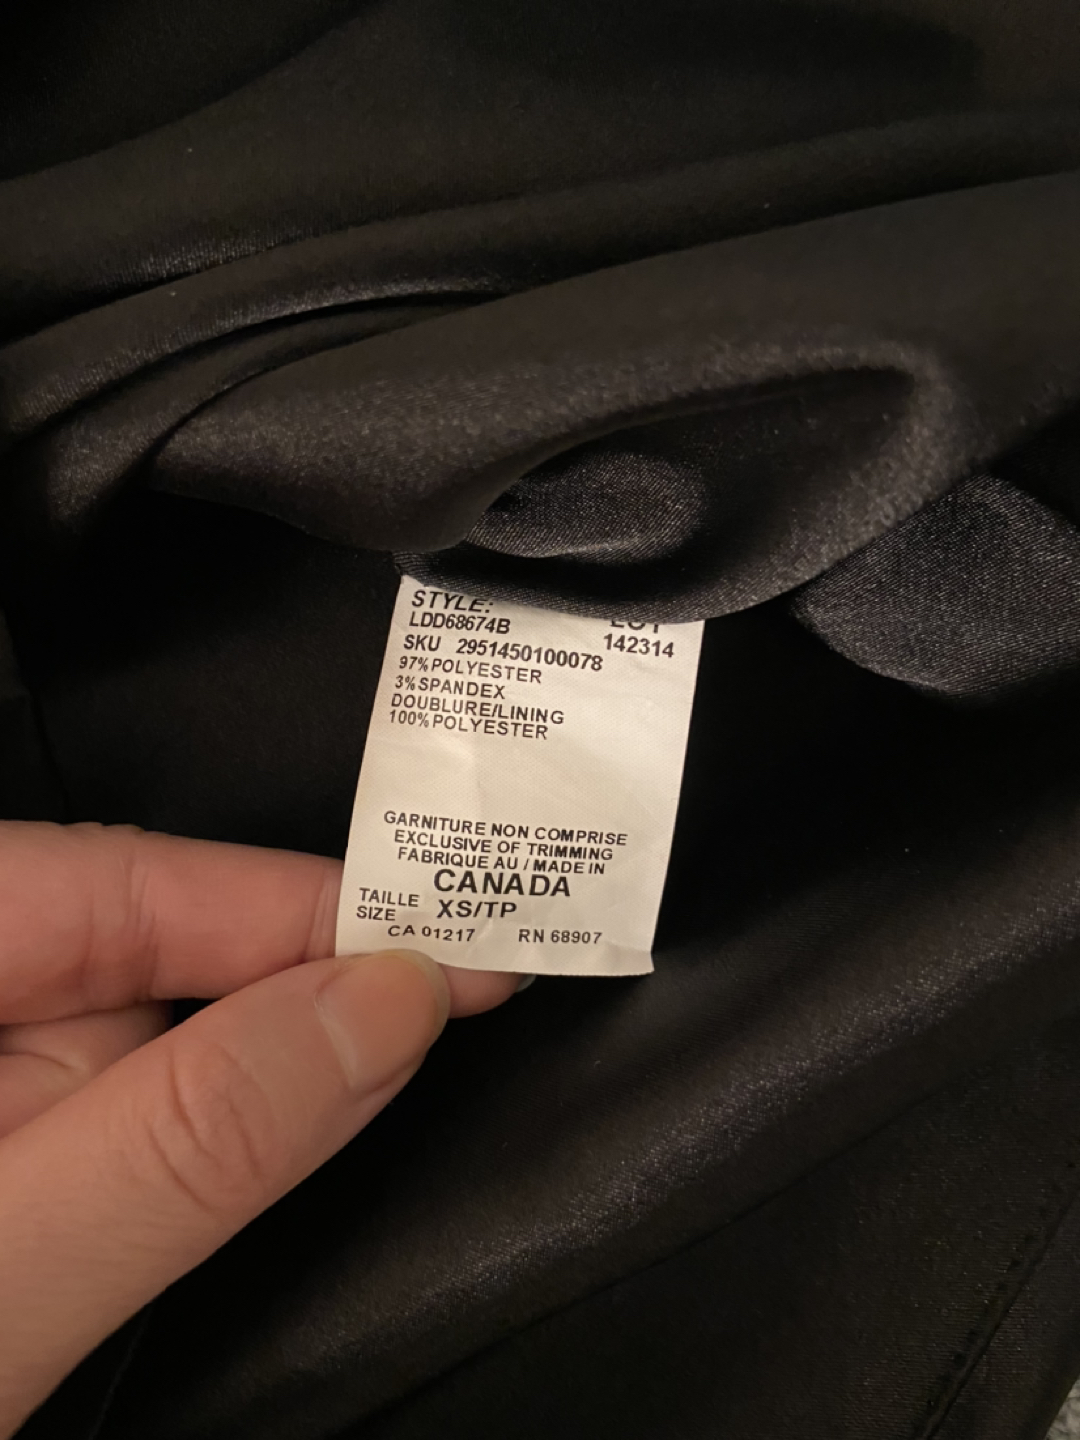 STYLE: LOT
LDD68674B 142314
SKU 2951450100078
97%POLYESTER
3%SPANDEX
DOUBLURE/LINING
100%POLYESTER
GARNITURE NON COMPRISE
EXCLUSIVE OF TRIMMING
FABRIQUE AU / MADE IN
CANADA
TAILLE XS/TP
SIZE
CA 01217 RN 68907